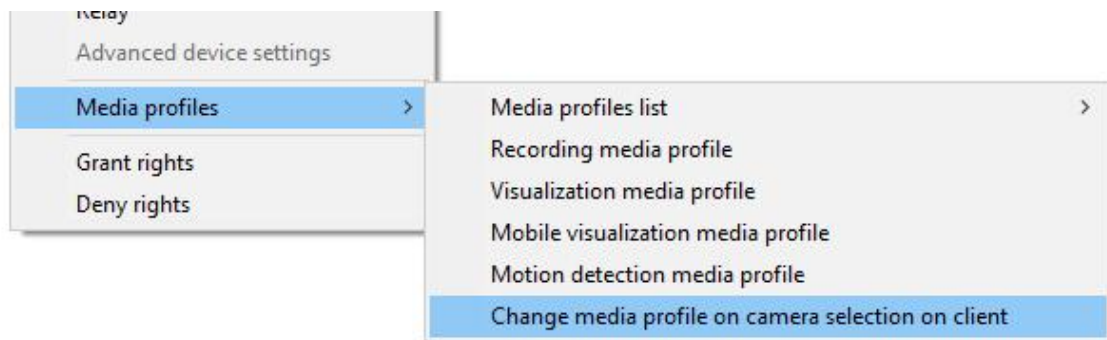 Relay
Advanced device settings
Media profiles
Grant rights
Deny rights
Media profiles list
Recording media profile
Visualization media profile
Mobile visualization media profile
Motion detection media profile
Change media profile on camera selection on client